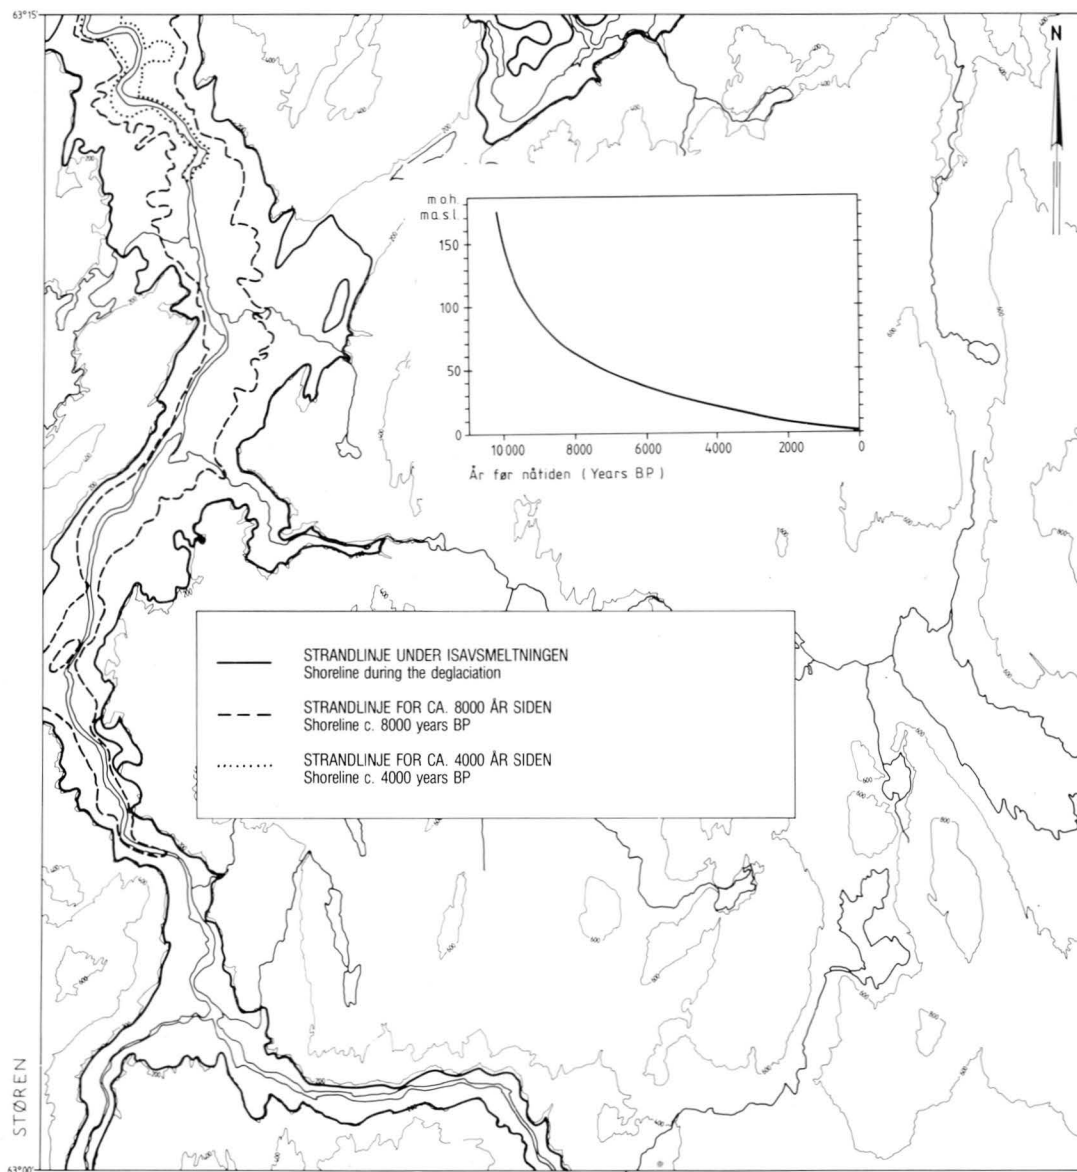 63°15'
N
m o.h.
m a.s.l.
150
100
50
0
10 000 8000 6000 4000 2000 0
År før nåtiden ( Years B.P. )
STRANDLINJE UNDER ISAVSMELTNINGEN
Shoreline during the deglaciation
STRANDLINJE FOR CA. 8000 ÅR SIDEN
Shoreline c. 8000 years BP
STRANDLINJE FOR CA. 4000 ÅR SIDEN
Shoreline c. 4000 years BP
STØREN
63°00'